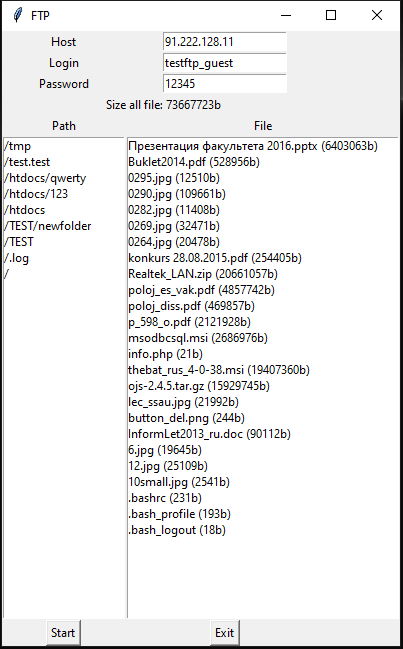 FTP
Host 91.222.128.11
Login testftp_guest
Password 12345
Size all file: 73667723b
Path File
/tmp
/test.test
/htdocs/qwerty
/htdocs/123
/htdocs
/TEST/newfolder
/TEST
/.log
/
Презентация факультета 2016.pptx (6403063b)
Buklet2014.pdf (528956b)
0295.jpg (12510b)
0290.jpg (109661b)
0282.jpg (11408b)
0269.jpg (32471b)
0264.jpg (20478b)
konkurs 28.08.2015.pdf (254405b)
Realtek_LAN.zip (20661057b)
poloj_es_vak.pdf (4857742b)
poloj_diss.pdf (469857b)
p_598_o.pdf (2121928b)
msodbcsql.msi (2686976b)
info.php (21b)
thebat_rus_4-0-38.msi (19407360b)
ojs-2.4.5.tar.gz (15929745b)
lec_ssau.jpg (21992b)
button_del.png (244b)
InformLet2013_ru.doc (90112b)
6.jpg (19645b)
12.jpg (25109b)
10small.jpg (2541b)
.bashrc (231b)
.bash_profile (193b)
.bash_logout (18b)
Start Exit